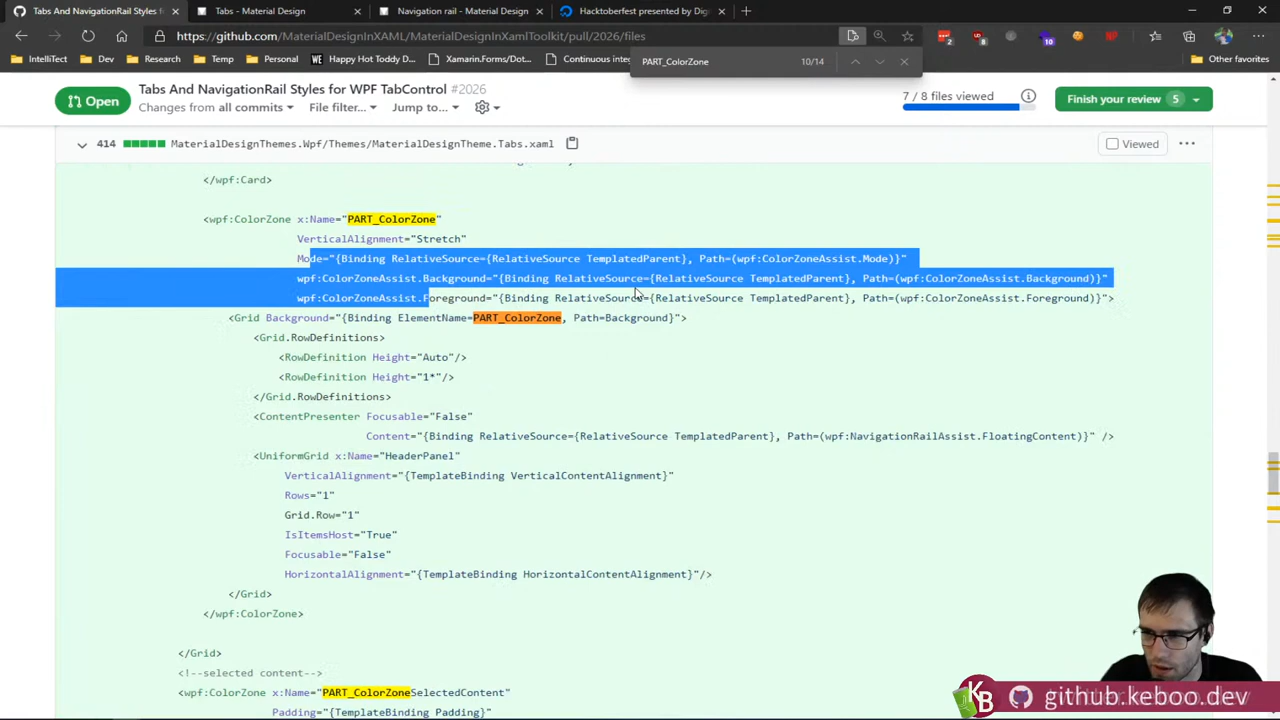 Tabs And NavigationRail Styles f
Tabs - Material Design
Navigation rail - Material Design
Hacktoberfest presented by Digi
https://github.com/MaterialDesignInXAML/MaterialDesignInXamlToolkit/pull/2026/files
IntelliTect
Dev
Research
Temp
Personal
Happy Hot Toddy D...
Xamarin.Forms/Dot...
Continuous integ
Other favorites
PART_ColorZone
10/14
Open
Tabs And NavigationRail Styles for WPF TabControl #2026
Changes from all commits
File filter...
Jump to...
7 / 8 files viewed
Finish your review 5
414
MaterialDesignThemes.Wpf/Themes/MaterialDesignTheme.Tabs.xaml
Viewed
</wpf:Card>
<wpf:ColorZone x:Name="PART_ColorZone"
VerticalAlignment="Stretch"
Mode="{Binding RelativeSource={RelativeSource TemplatedParent}, Path=(wpf:ColorZoneAssist.Mode)}"
wpf:ColorZoneAssist.Background="{Binding RelativeSource={RelativeSource TemplatedParent}, Path=(wpf:ColorZoneAssist.Background)}"
wpf:ColorZoneAssist.Foreground="{Binding RelativeSource={RelativeSource TemplatedParent}, Path=(wpf:ColorZoneAssist.Foreground)}">
<Grid Background="{Binding ElementName=PART_ColorZone, Path=Background}">
<Grid.RowDefinitions>
<RowDefinition Height="Auto"/>
<RowDefinition Height="1*"/>
</Grid.RowDefinitions>
<ContentPresenter Focusable="False"
Content="{Binding RelativeSource={RelativeSource TemplatedParent}, Path=(wpf:NavigationRailAssist.FloatingContent)}" />
<UniformGrid x:Name="HeaderPanel"
VerticalAlignment="{TemplateBinding VerticalContentAlignment}"
Rows="1"
Grid.Row="1"
IsItemsHost="True"
Focusable="False"
HorizontalAlignment="{TemplateBinding HorizontalContentAlignment}"/>
</Grid>
</wpf:ColorZone>
</Grid>
<!--selected content-->
<wpf:ColorZone x:Name="PART_ColorZoneSelectedContent"
Padding="{TemplateBinding Padding}"
KB
github.keboo.dev